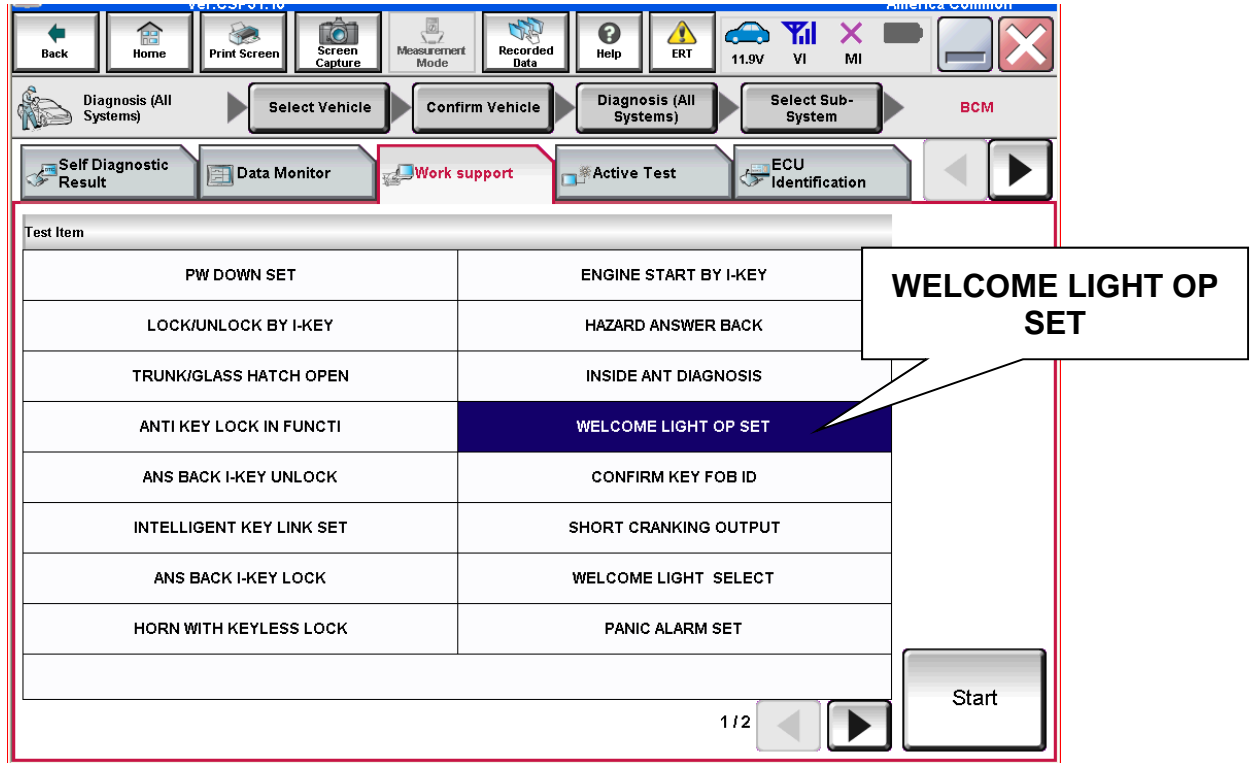 Back
Home
Print Screen
Screen
Capture
Measurement
Mode
Recorded
Data
Help
ERT
11.9V
VI
MI
Diagnosis (All
Systems)
Select Vehicle
Confirm Vehicle
Diagnosis (All
Systems)
Select Sub-
System
BCM
Self Diagnostic
Result
Data Monitor
Work support
Active Test
ECU
Identification
Test Item
PW DOWN SET
ENGINE START BY I-KEY
LOCK/UNLOCK BY I-KEY
HAZARD ANSWER BACK
TRUNK/GLASS HATCH OPEN
INSIDE ANT DIAGNOSIS
ANTI KEY LOCK IN FUNCTI
WELCOME LIGHT OP SET
ANS BACK I-KEY UNLOCK
CONFIRM KEY FOB ID
INTELLIGENT KEY LINK SET
SHORT CRANKING OUTPUT
ANS BACK I-KEY LOCK
WELCOME LIGHT  SELECT
HORN WITH KEYLESS LOCK
PANIC ALARM SET
WELCOME LIGHT OP
SET
1/2
Start